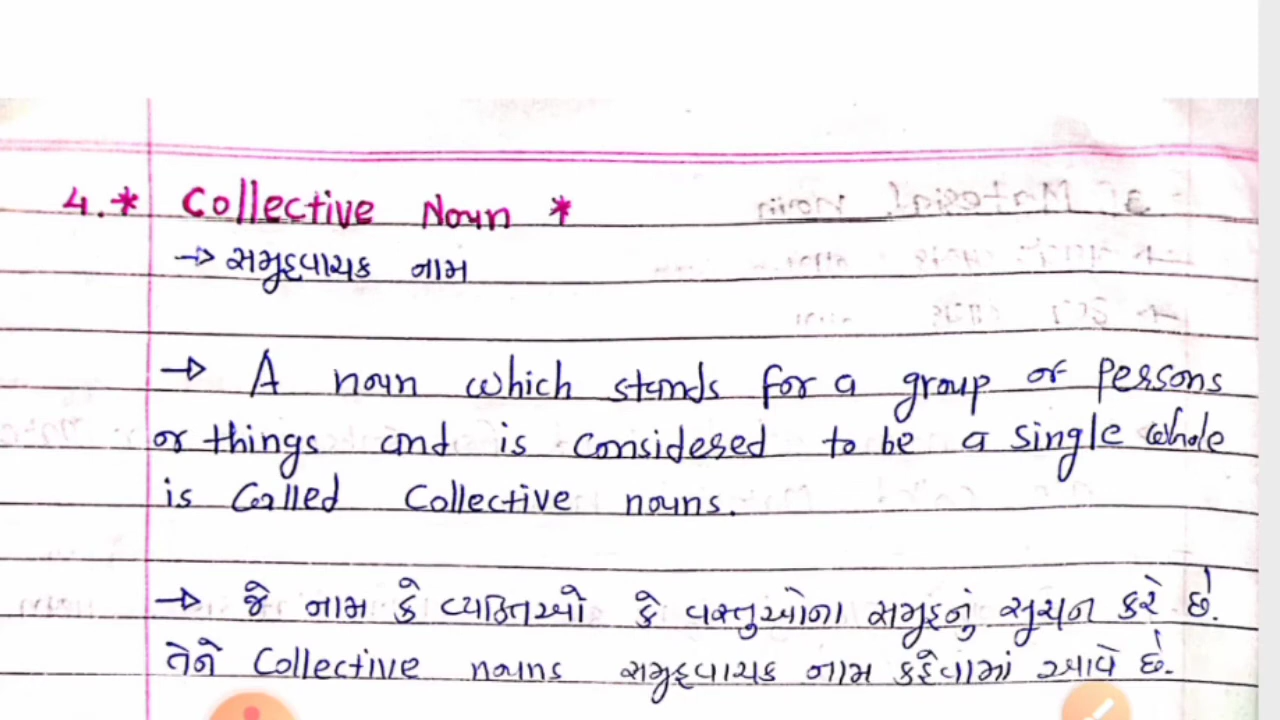 4.* Collective Noun *
→ સમુહવાચક નામ
→ A noun which stands for a group of persons
or things and is considered to be a single whole
is called Collective nouns.
→ જે નામ કે વ્યક્તિઓ કે વસ્તુઓના સમુહનું સુચન કરે છે.
તેને Collective nouns સમુહવાચક નામ કહેવામાં આવે છે.